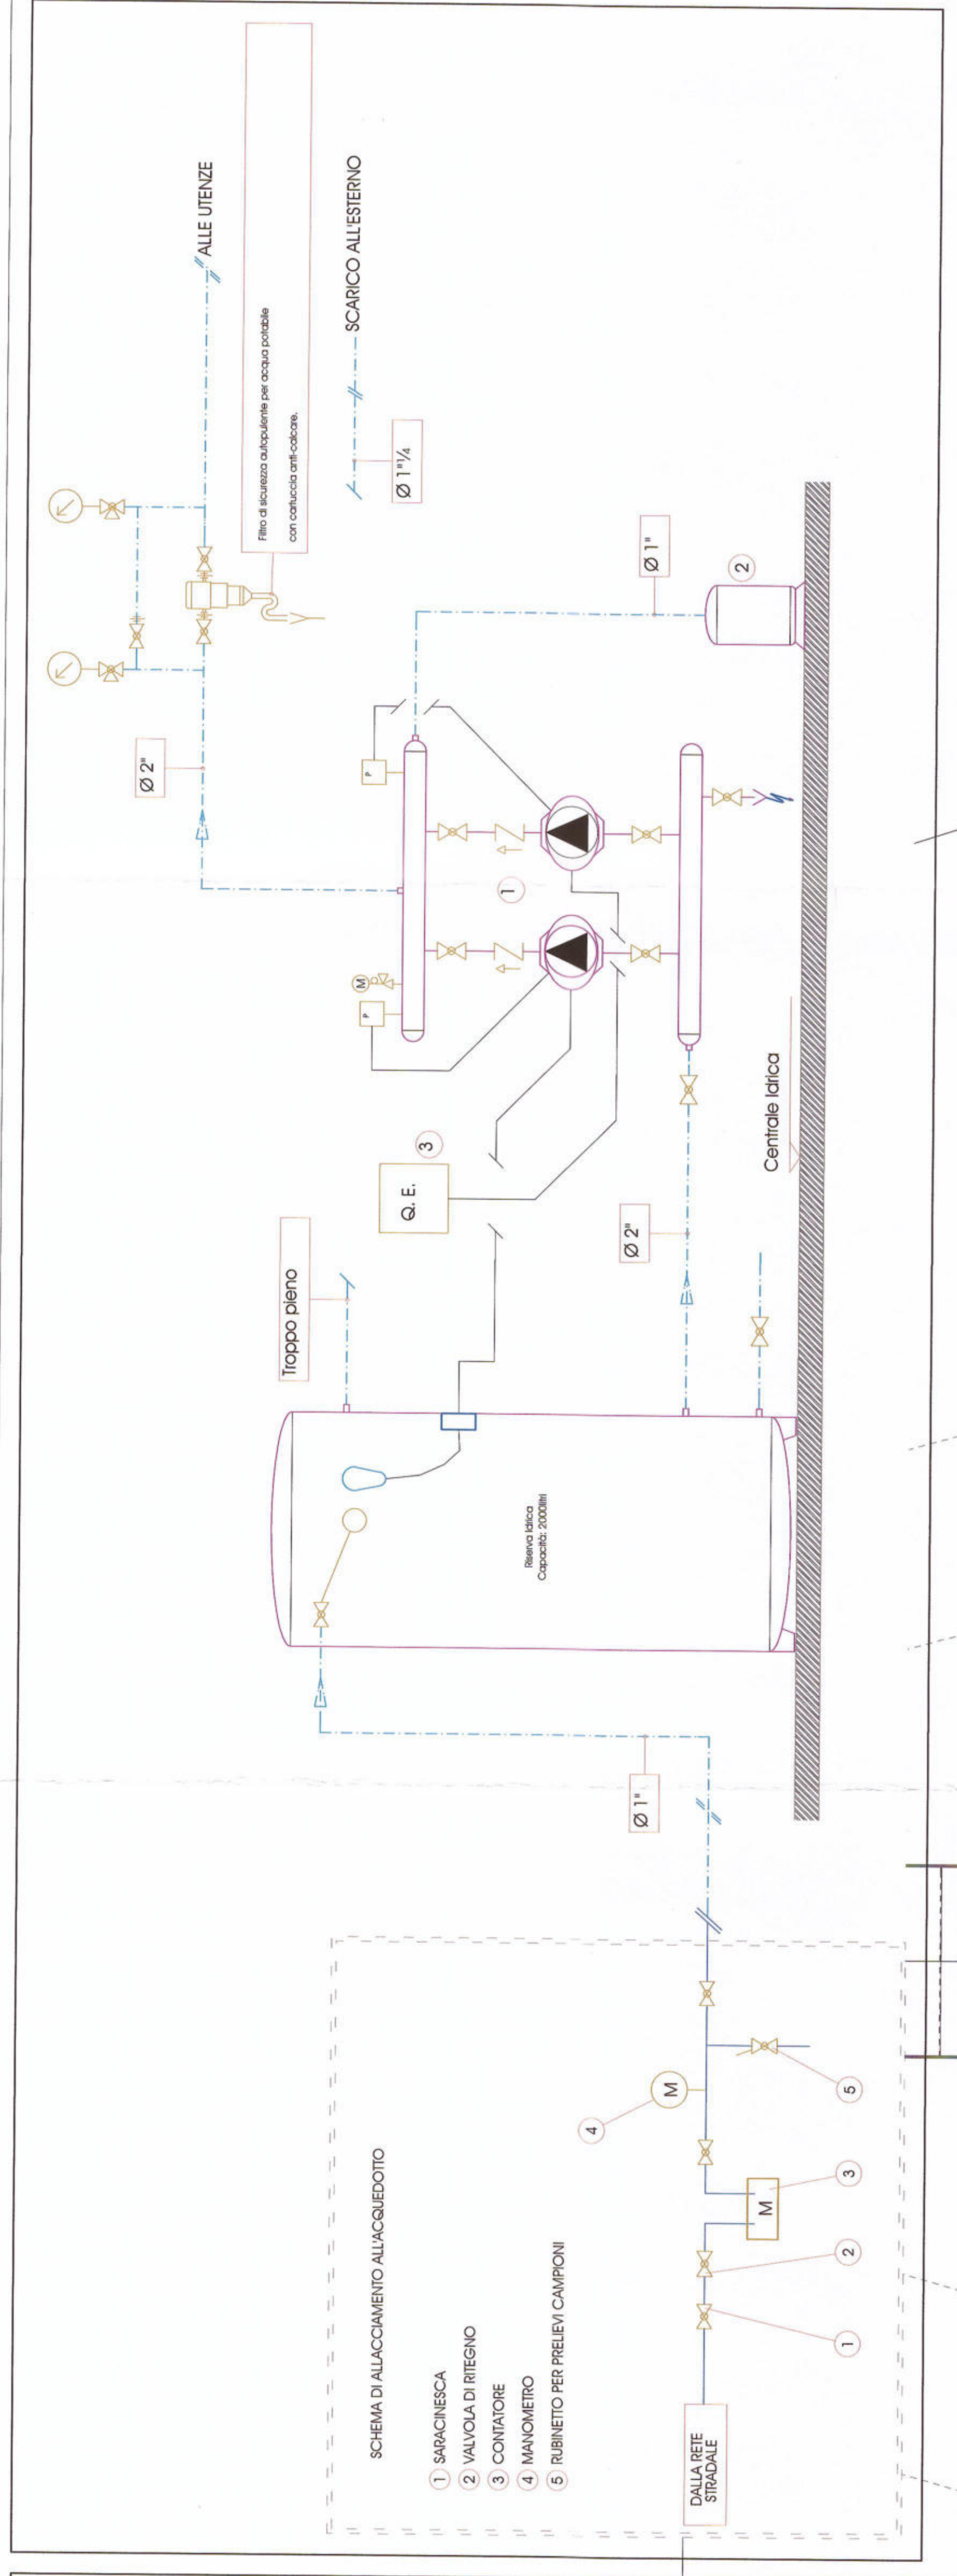 SCHEMA DI ALLACCIAMENTO ALL'ACQUEDOTTO
1 SARACINESCA
2 VALVOLA DI RITEGNO
3 CONTATORE
4 MANOMETRO
5 RUBINETTO PER PRELIEVI CAMPIONI
DALLA RETE
STRADALE
1
2
3
M
4
M
5
Ø 1"
Riserva Idrica
Capacità: 2000litri
Troppo pieno
Q. E.
3
Ø 2"
Centrale Idrica
P
M
1
P
Ø 2"
Ø 1"
2
Ø 1"1/4
SCARICO ALL'ESTERNO
Filtro di sicurezza autopulente per acqua potabile
con cartuccia anti-calcare.
ALLE UTENZE